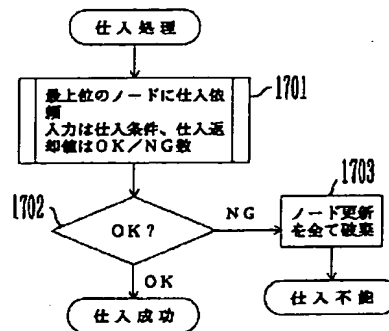 仕入処理
1701
最上位のノードに仕入依
頼
入力は仕入条件、仕入返
却値はOK/NG数
1702
OK?
NG
1703
ノード更新
を全て破棄
OK
仕入成功
仕入不能